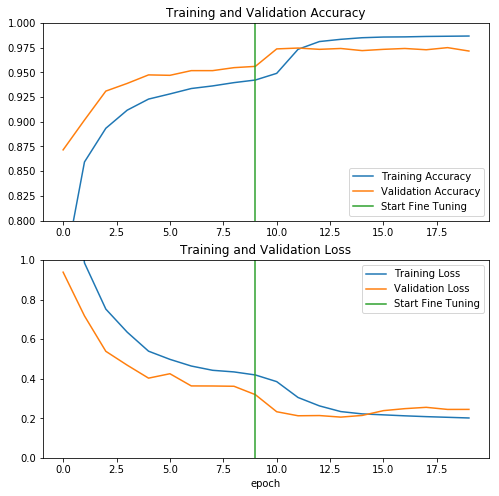 Training and Validation Accuracy
1.000
0.975
0.950
0.925
0.900
0.875
0.850
0.825
0.800
Training Accuracy
Validation Accuracy
Start Fine Tuning
0.0 2.5 5.0 7.5 10.0 12.5 15.0 17.5
Training and Validation Loss
1.0
0.8
0.6
0.4
0.2
0.0
Training Loss
Validation Loss
Start Fine Tuning
0.0 2.5 5.0 7.5 10.0 12.5 15.0 17.5
epoch